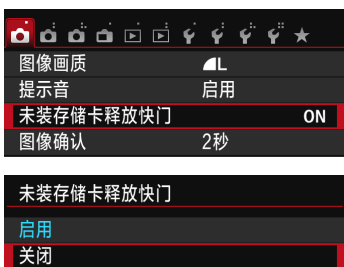 图像画质 L
提示音 启用
未装存储卡释放快门 ON
图像确认 2秒
未装存储卡释放快门
启用
关闭